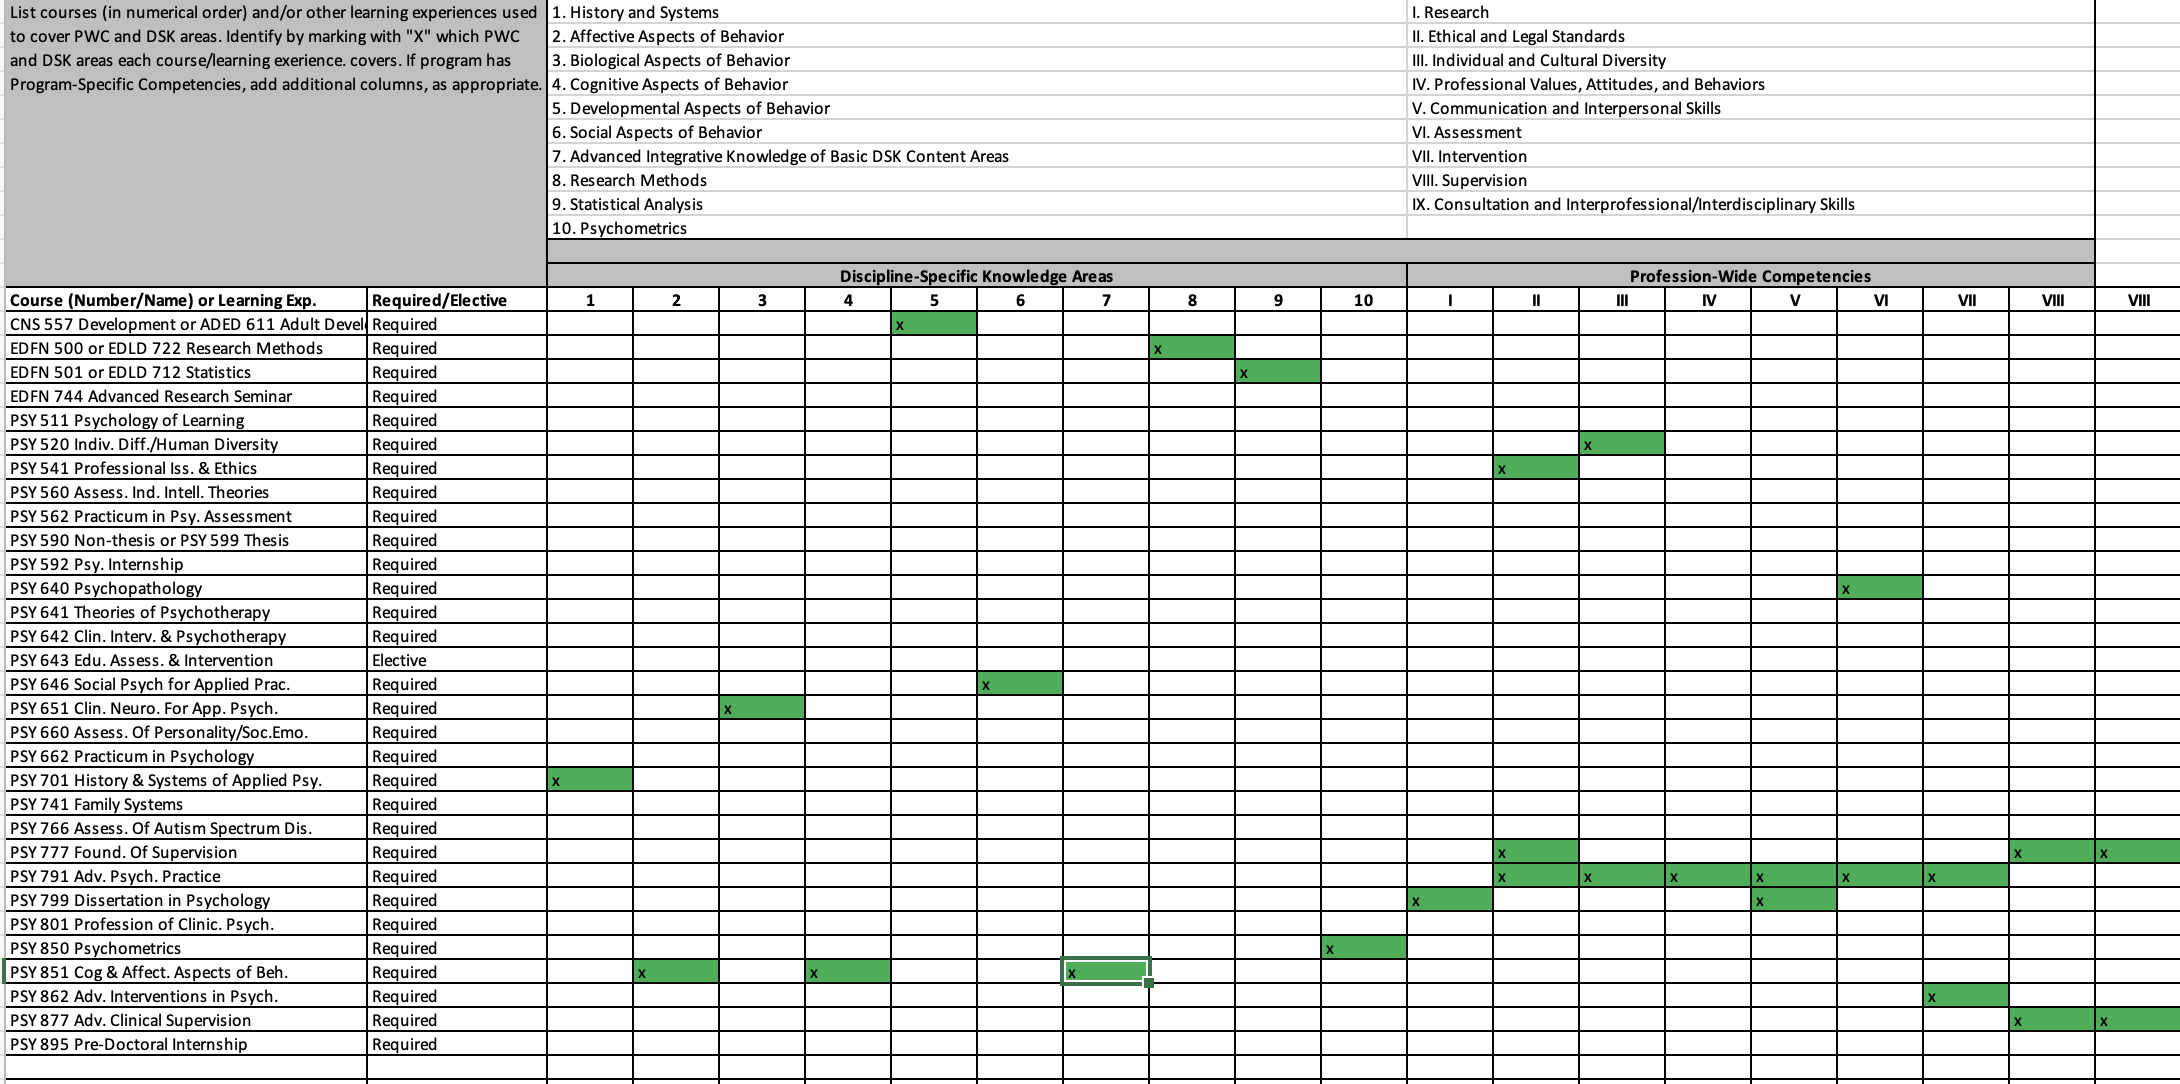 List courses (in numerical order) and/or other learning experiences used
to cover PWC and DSK areas. Identify by marking with "X" which PWC
and DSK areas each course/learning exerience. covers. If program has
Program-Specific Competencies, add additional columns, as appropriate.
1. History and Systems
2. Affective Aspects of Behavior
3. Biological Aspects of Behavior
4. Cognitive Aspects of Behavior
5. Developmental Aspects of Behavior
6. Social Aspects of Behavior
7. Advanced Integrative Knowledge of Basic DSK Content Areas
8. Research Methods
9. Statistical Analysis
10. Psychometrics
I. Research
II. Ethical and Legal Standards
III. Individual and Cultural Diversity
IV. Professional Values, Attitudes, and Behaviors
V. Communication and Interpersonal Skills
VI. Assessment
VII. Intervention
VIII. Supervision
IX. Consultation and Interprofessional/Interdisciplinary Skills
Discipline-Specific Knowledge Areas Profession-Wide Competencies
Course (Number/Name) or Learning Exp. Required/Elective 1 2 3 4 5 6 7 8 9 10 I II III IV V VI VII VIII VIII
CNS 557 Development or ADED 611 Adult Devel Required x
EDFN 500 or EDLD 722 Research Methods Required x
EDFN 501 or EDLD 712 Statistics Required x
EDFN 744 Advanced Research Seminar Required
PSY 511 Psychology of Learning Required
PSY 520 Indiv. Diff./Human Diversity Required x
PSY 541 Professional Iss. & Ethics Required x
PSY 560 Assess. Ind. Intell. Theories Required
PSY 562 Practicum in Psy. Assessment Required
PSY 590 Non-thesis or PSY 599 Thesis Required
PSY 592 Psy. Internship Required
PSY 640 Psychopathology Required x
PSY 641 Theories of Psychotherapy Required
PSY 642 Clin. Interv. & Psychotherapy Required
PSY 643 Edu. Assess. & Intervention Elective
PSY 646 Social Psych for Applied Prac. Required x
PSY 651 Clin. Neuro. For App. Psych. Required x
PSY 660 Assess. Of Personality/Soc.Emo. Required
PSY 662 Practicum in Psychology Required
PSY 701 History & Systems of Applied Psy. Required x
PSY 741 Family Systems Required
PSY 766 Assess. Of Autism Spectrum Dis. Required
PSY 777 Found. Of Supervision Required x x x
PSY 791 Adv. Psych. Practice Required x x x x x x
PSY 799 Dissertation in Psychology Required x x
PSY 801 Profession of Clinic. Psych. Required
PSY 850 Psychometrics Required x
PSY 851 Cog & Affect. Aspects of Beh. Required x x x
PSY 862 Adv. Interventions in Psych. Required x
PSY 877 Adv. Clinical Supervision Required x x
PSY 895 Pre-Doctoral Internship Required